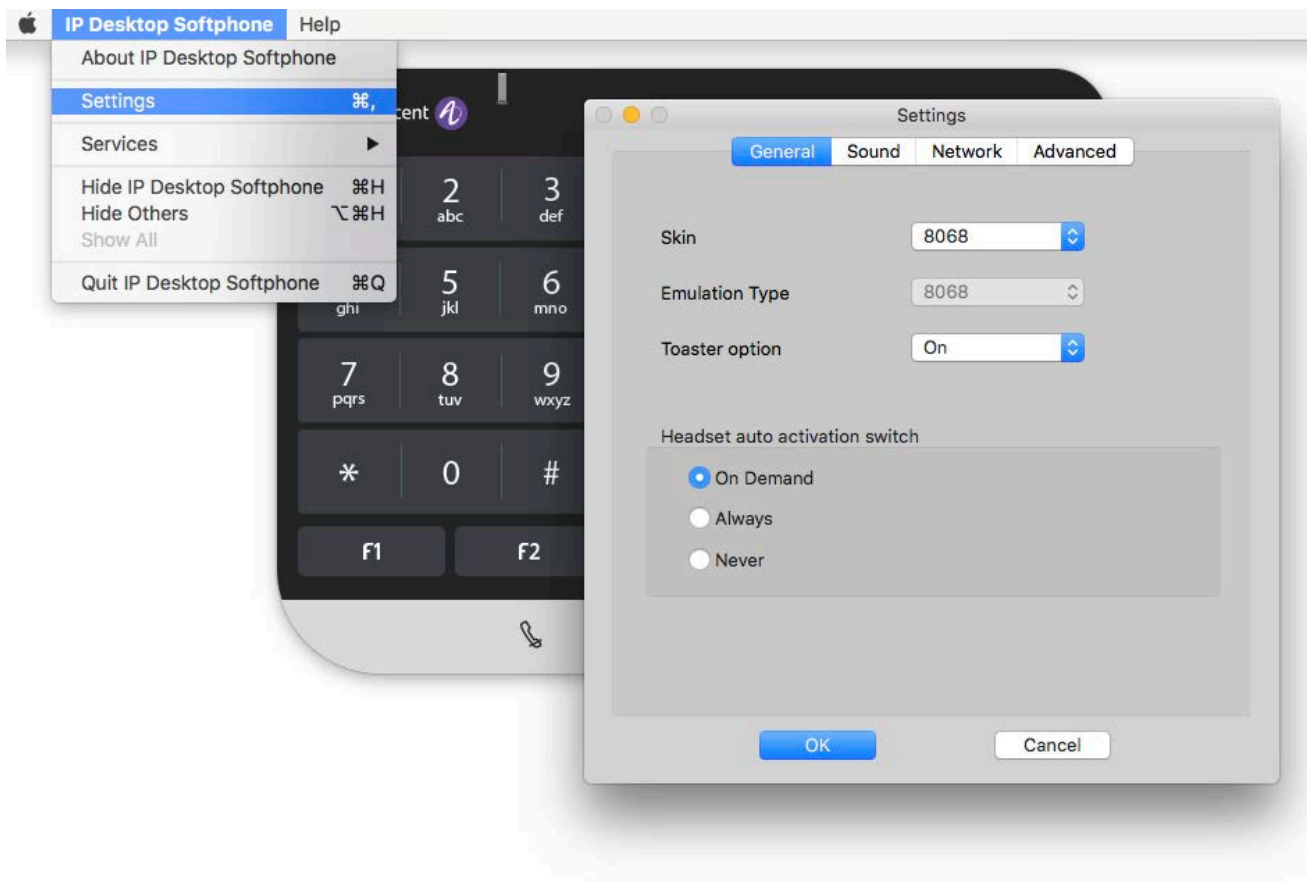 IP Desktop Softphone Help
About IP Desktop Softphone
Settings ⌘,
Services ▶
Hide IP Desktop Softphone ⌘H
Hide Others ⌥⌘H
Show All
Quit IP Desktop Softphone ⌘Q
2 3
abc def
5 6
ghi jkl mno
7 8 9
pqrs tuv wxyz
* 0 #
F1 F2
Settings
General Sound Network Advanced
Skin 8068
Emulation Type 8068
Toaster option On
Headset auto activation switch
On Demand
Always
Never
OK Cancel